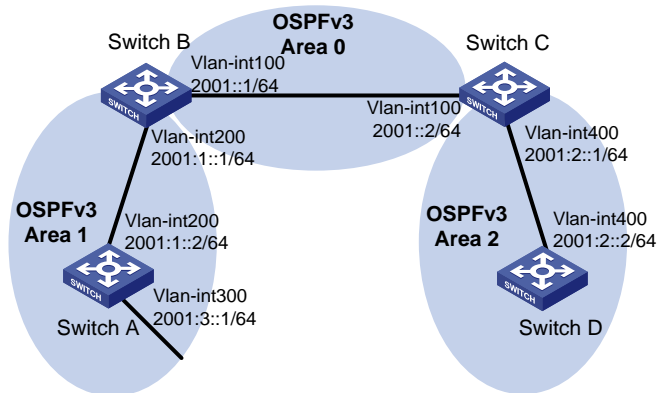 OSPFv3
Area 0
Switch B
Switch C
Vlan-int100
2001::1/64
Vlan-int100
2001::2/64
SWITCH
SWITCH
Vlan-int200
2001:1::1/64
Vlan-int400
2001:2::1/64
OSPFv3
Area 1
Vlan-int200
2001:1::2/64
OSPFv3
Area 2
Vlan-int400
2001:2::2/64
SWITCH
SWITCH
Vlan-int300
2001:3::1/64
Switch A
Switch D